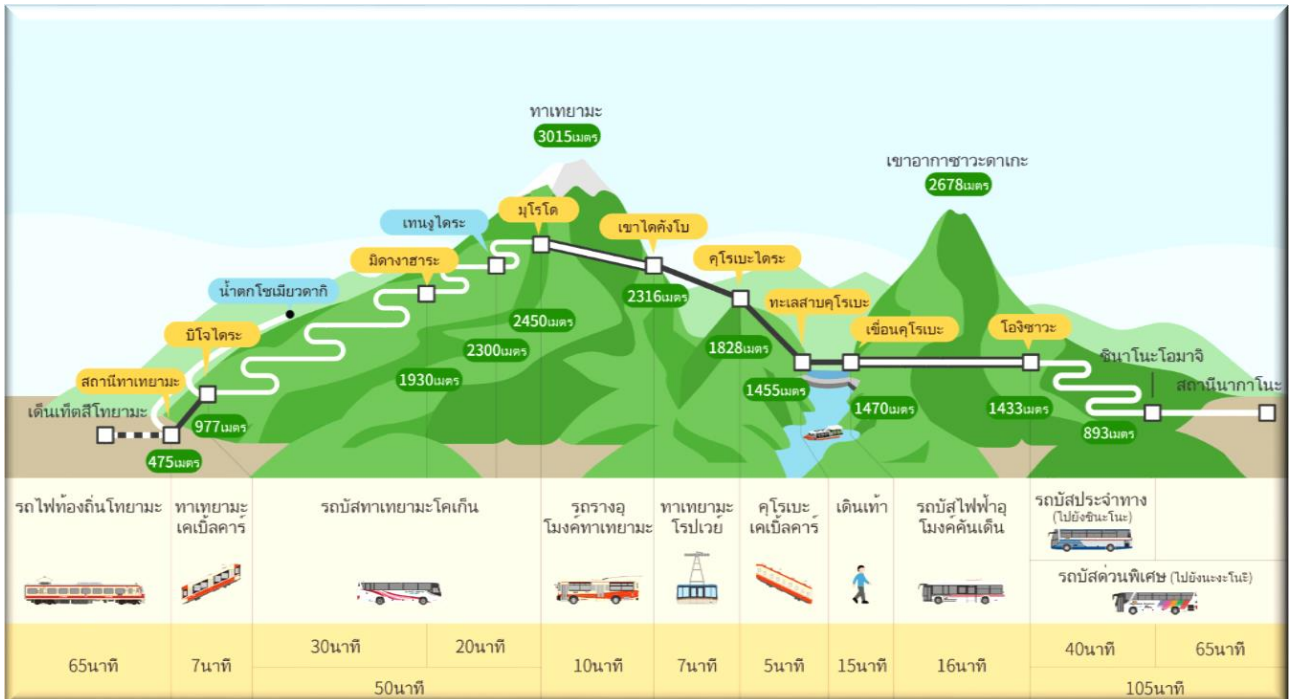 ทาเทยามะ
3015เมตร
เขาอากาซาวะดาเกะ
2678เมตร
เทนงูไดระ
มุโรโด
เขาไดคังโบ
มิดางาฮาระ
คุโรเบะไดระ
น้ำตกโชเมียวดากิ
2316เมตร
ทะเลสาบคุโรเบะ
2450เมตร
เขื่อนคุโรเบะ
โองิซาวะ
บิโจไดระ
2300เมตร
1828เมตร
ชินาโนะโอมาจิ
สถานีทาเทยามะ
1930เมตร
1455เมตร
สถานีนากาโนะ
เด็นเท็ตสึโทยามะ
977เมตร
1470เมตร
1433เมตร
893เมตร
475เมตร
รถไฟท้องถิ่นโทยามะ
ทาเทยามะ
เคเบิ้ลคาร์
รถบัสทาเทยามะโคเก็น
รถรางอุ
โมงค์ทาเทยามะ
ทาเทยามะ
โรปเวย์
คุโรเบะ
เคเบิ้ลคาร์
เดินเท้า
รถบัสไฟฟ้าอุ
โมงค์คันเด็น
รถบัสประจำทาง
(ไปยังชินะโนะ)
รถบัสด่วนพิเศษ (ไปยังนะงะโนะ)
65นาที
7นาที
30นาที
20นาที
50นาที
10นาที
7นาที
5นาที
15นาที
16นาที
40นาที
65นาที
105นาที